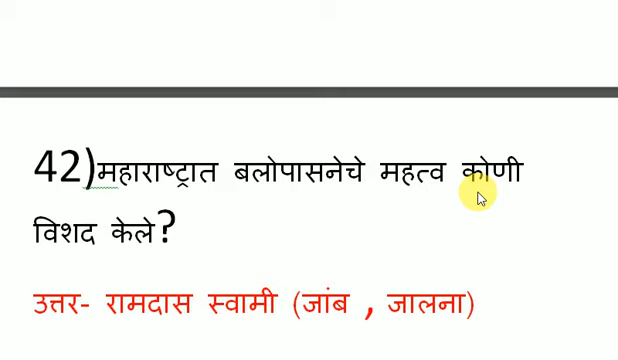 42)महाराष्ट्रात बलोपासनेचे महत्व कोणी
विशद केले?
उत्तर- रामदास स्वामी (जांब , जालना)